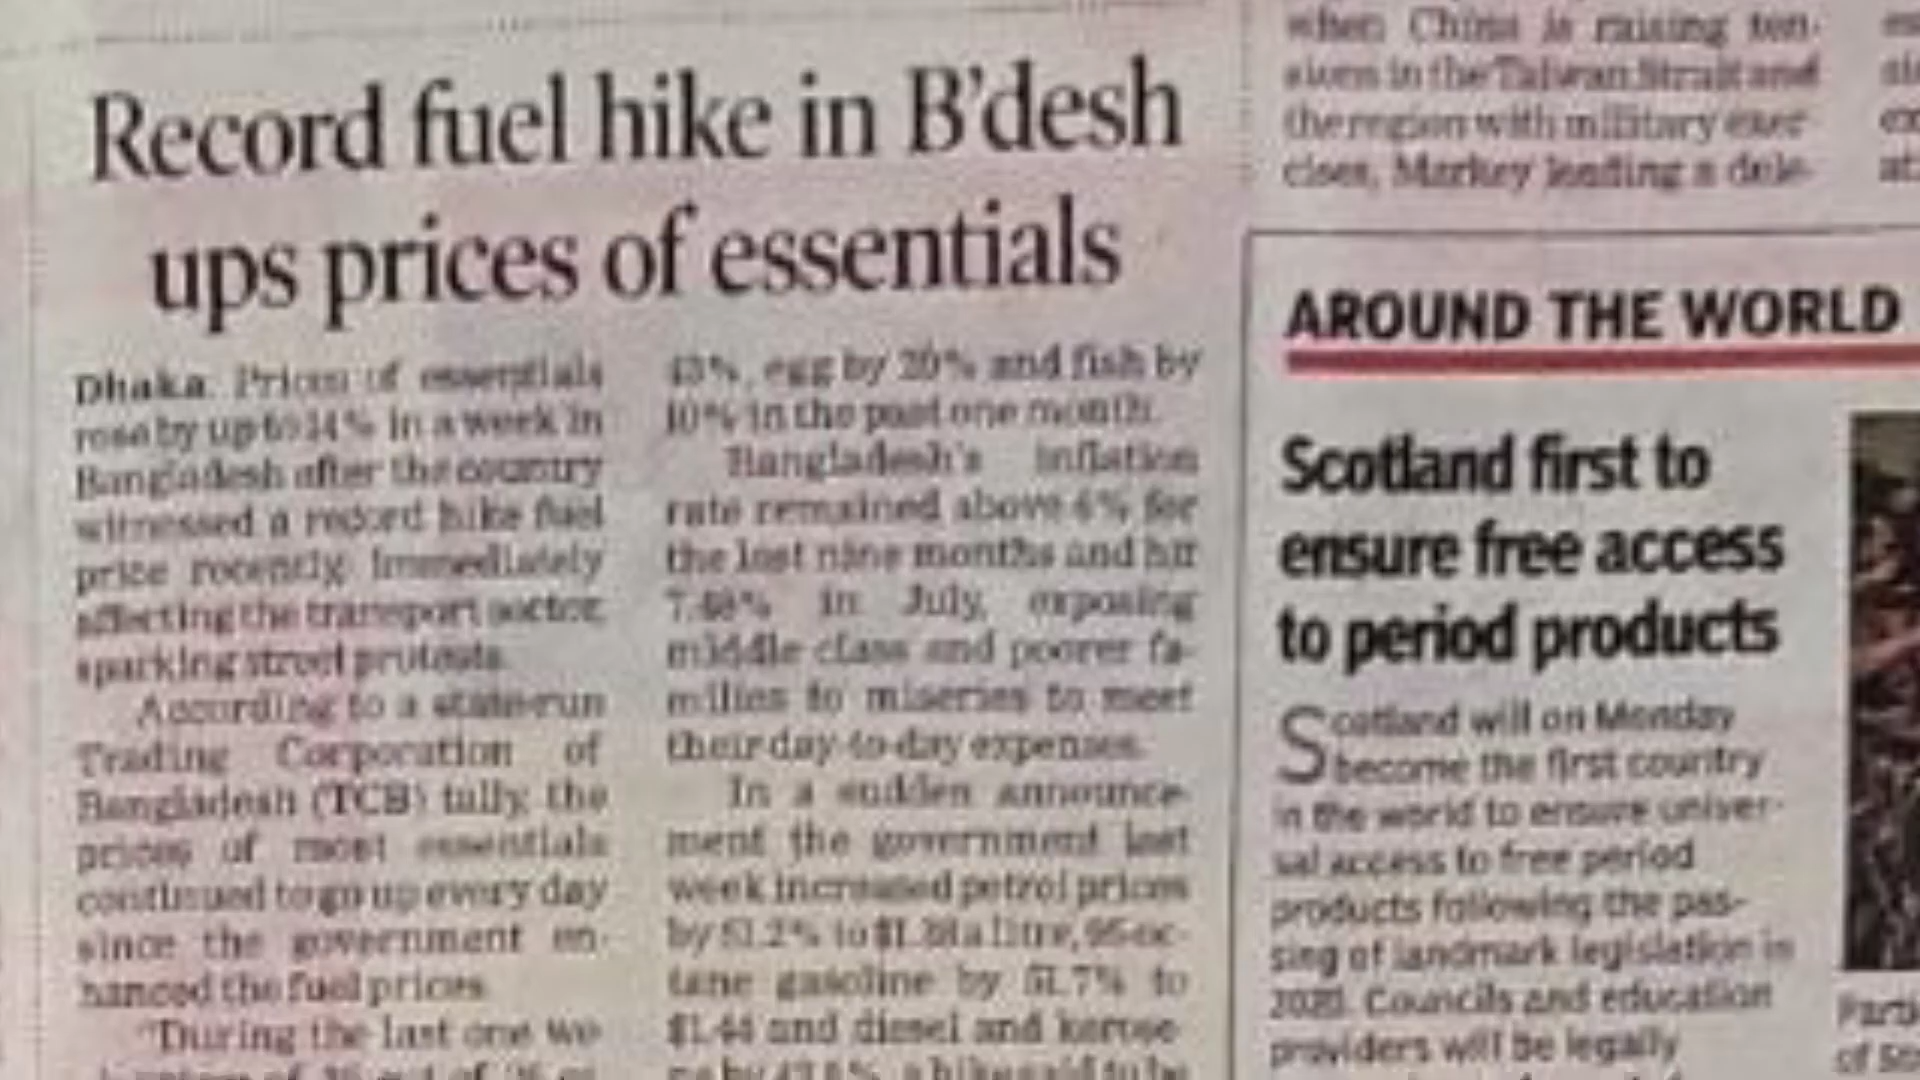 Record fuel hike in B'desh
ups prices of essentials
Dhaka: Prices of essentials
rose by up to 14% in a week in
Bangladesh after the country
witnessed a record hike fuel
price recently, immediately
affecting the transport sector,
sparking street protests.
According to a state-run
Trading Corporation of
Bangladesh (TCB) tally, the
prices of most essentials
continued to go up every day
since the government en-
hanced the fuel prices.
"During the last one we
43%, egg by 20% and fish by
10% in the past one month.
Bangladesh's inflation
rate remained above 6% for
the last nine months and hit
7.48% in July, exposing
middle class and poorer fa-
milies to miseries to meet
their day-to-day expenses.
In a sudden announce-
ment the government last
week increased petrol prices
by 51.2% to $1.38 a litre, 95-oc-
tane gasoline by 51.7% to
$1.44 and diesel and kerose-
ne by 42.5%, a hike said to be
when China is raising ten-
sions in the Taiwan Strait and
the region with military exer-
cises, Markey leading a dele-
AROUND THE WORLD
Scotland first to
ensure free access
to period products
Scotland will on Monday
become the first country
in the world to ensure univer-
sal access to free period
products following the pas-
sing of landmark legislation in
2020. Councils and education
providers will be legally
Parti
of So